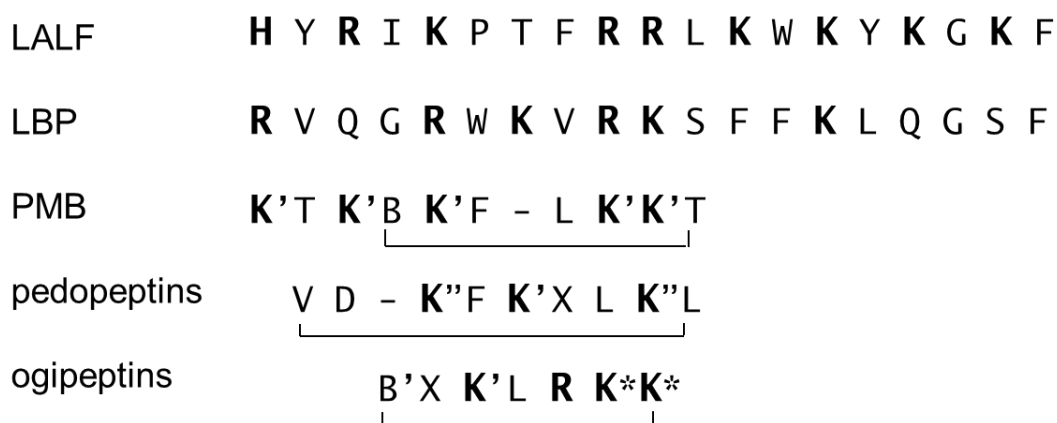 LALF H Y R I K P T F R R L K W K Y K G K F
LBP R V Q G R W K V R K S F F K L Q G S F
PMB K’T K’B K’F – L K’K’T
pedopeptins V D – K”F K’X L K”L
ogipeptins B’X K’L R K*K*